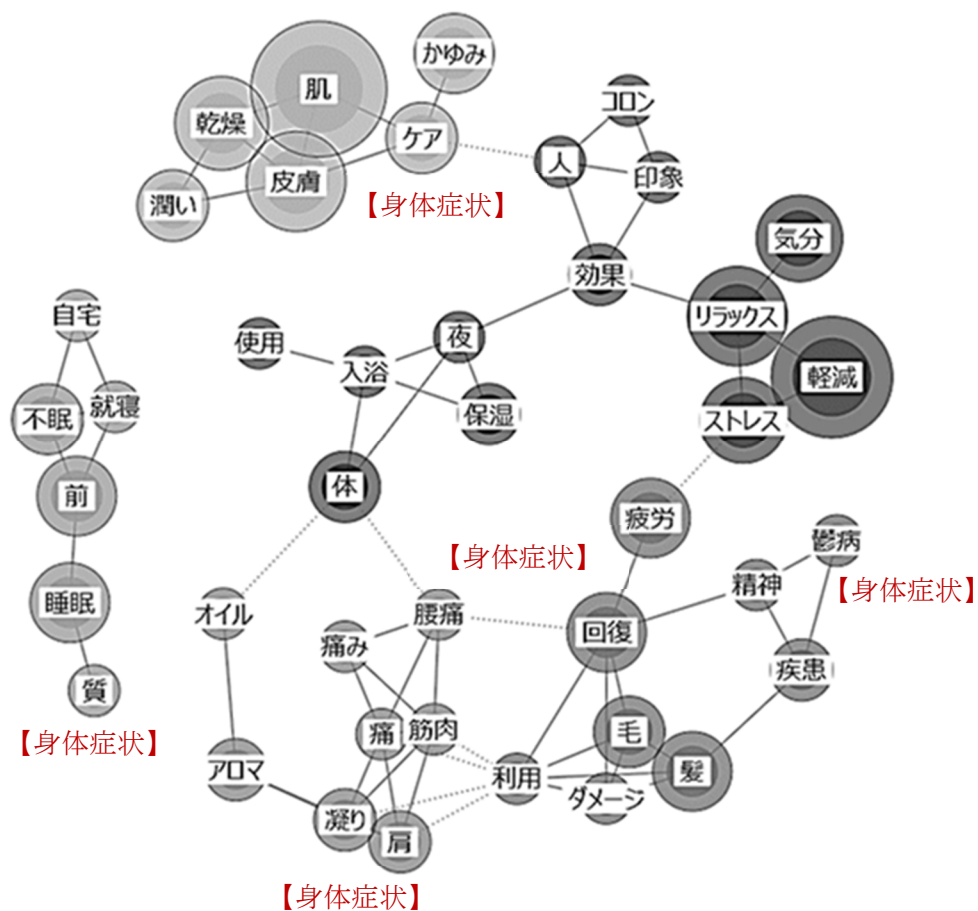 かゆみ
肌
コロン
乾燥
ケア
人
印象
皮膚
潤い
【身体症状】
気分
効果
自宅
リラックス
使用
夜
入浴
軽減
不眠
就寝
保湿
ストレス
前
体
疲労
鬱病
【身体症状】
精神
【身体症状】
睡眠
オイル
腰痛
回復
痛み
疾患
質
痛
筋肉
毛
【身体症状】
アロマ
利用
髪
ダメージ
凝り
肩
【身体症状】